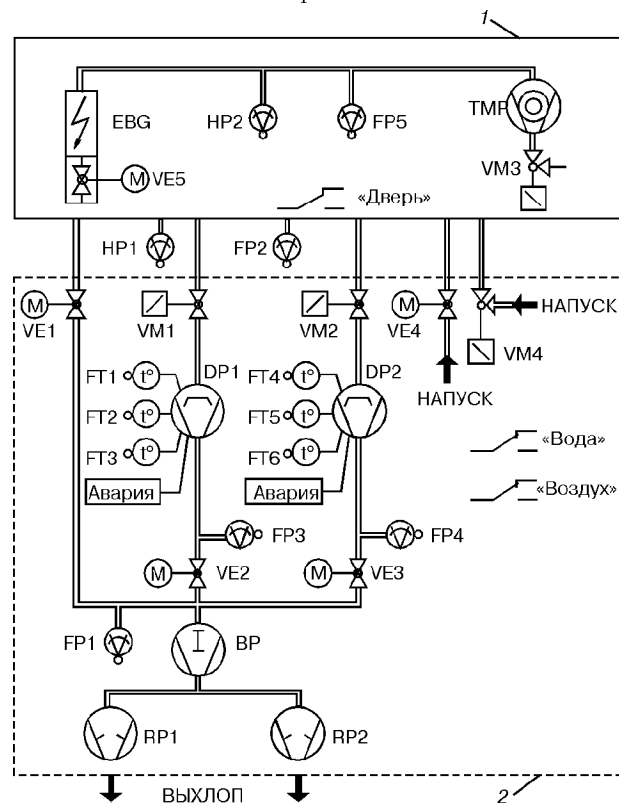 1
EBG
HP2
FP5
TMP
M VE5
VM3
«Дверь»
HP1
FP2
M
VE1
VM1
VM2
M
VE4
НАПУСК
VM4
НАПУСК
FT1 t°
DP1
FT4 t°
DP2
FT2 t°
FT5 t°
FT3 t°
FT6 t°
«Вода»
Авария
Авария
«Воздух»
FP3
FP4
M
VE2
M
VE3
FP1
BP
RP1
RP2
ВЫХЛОП
2